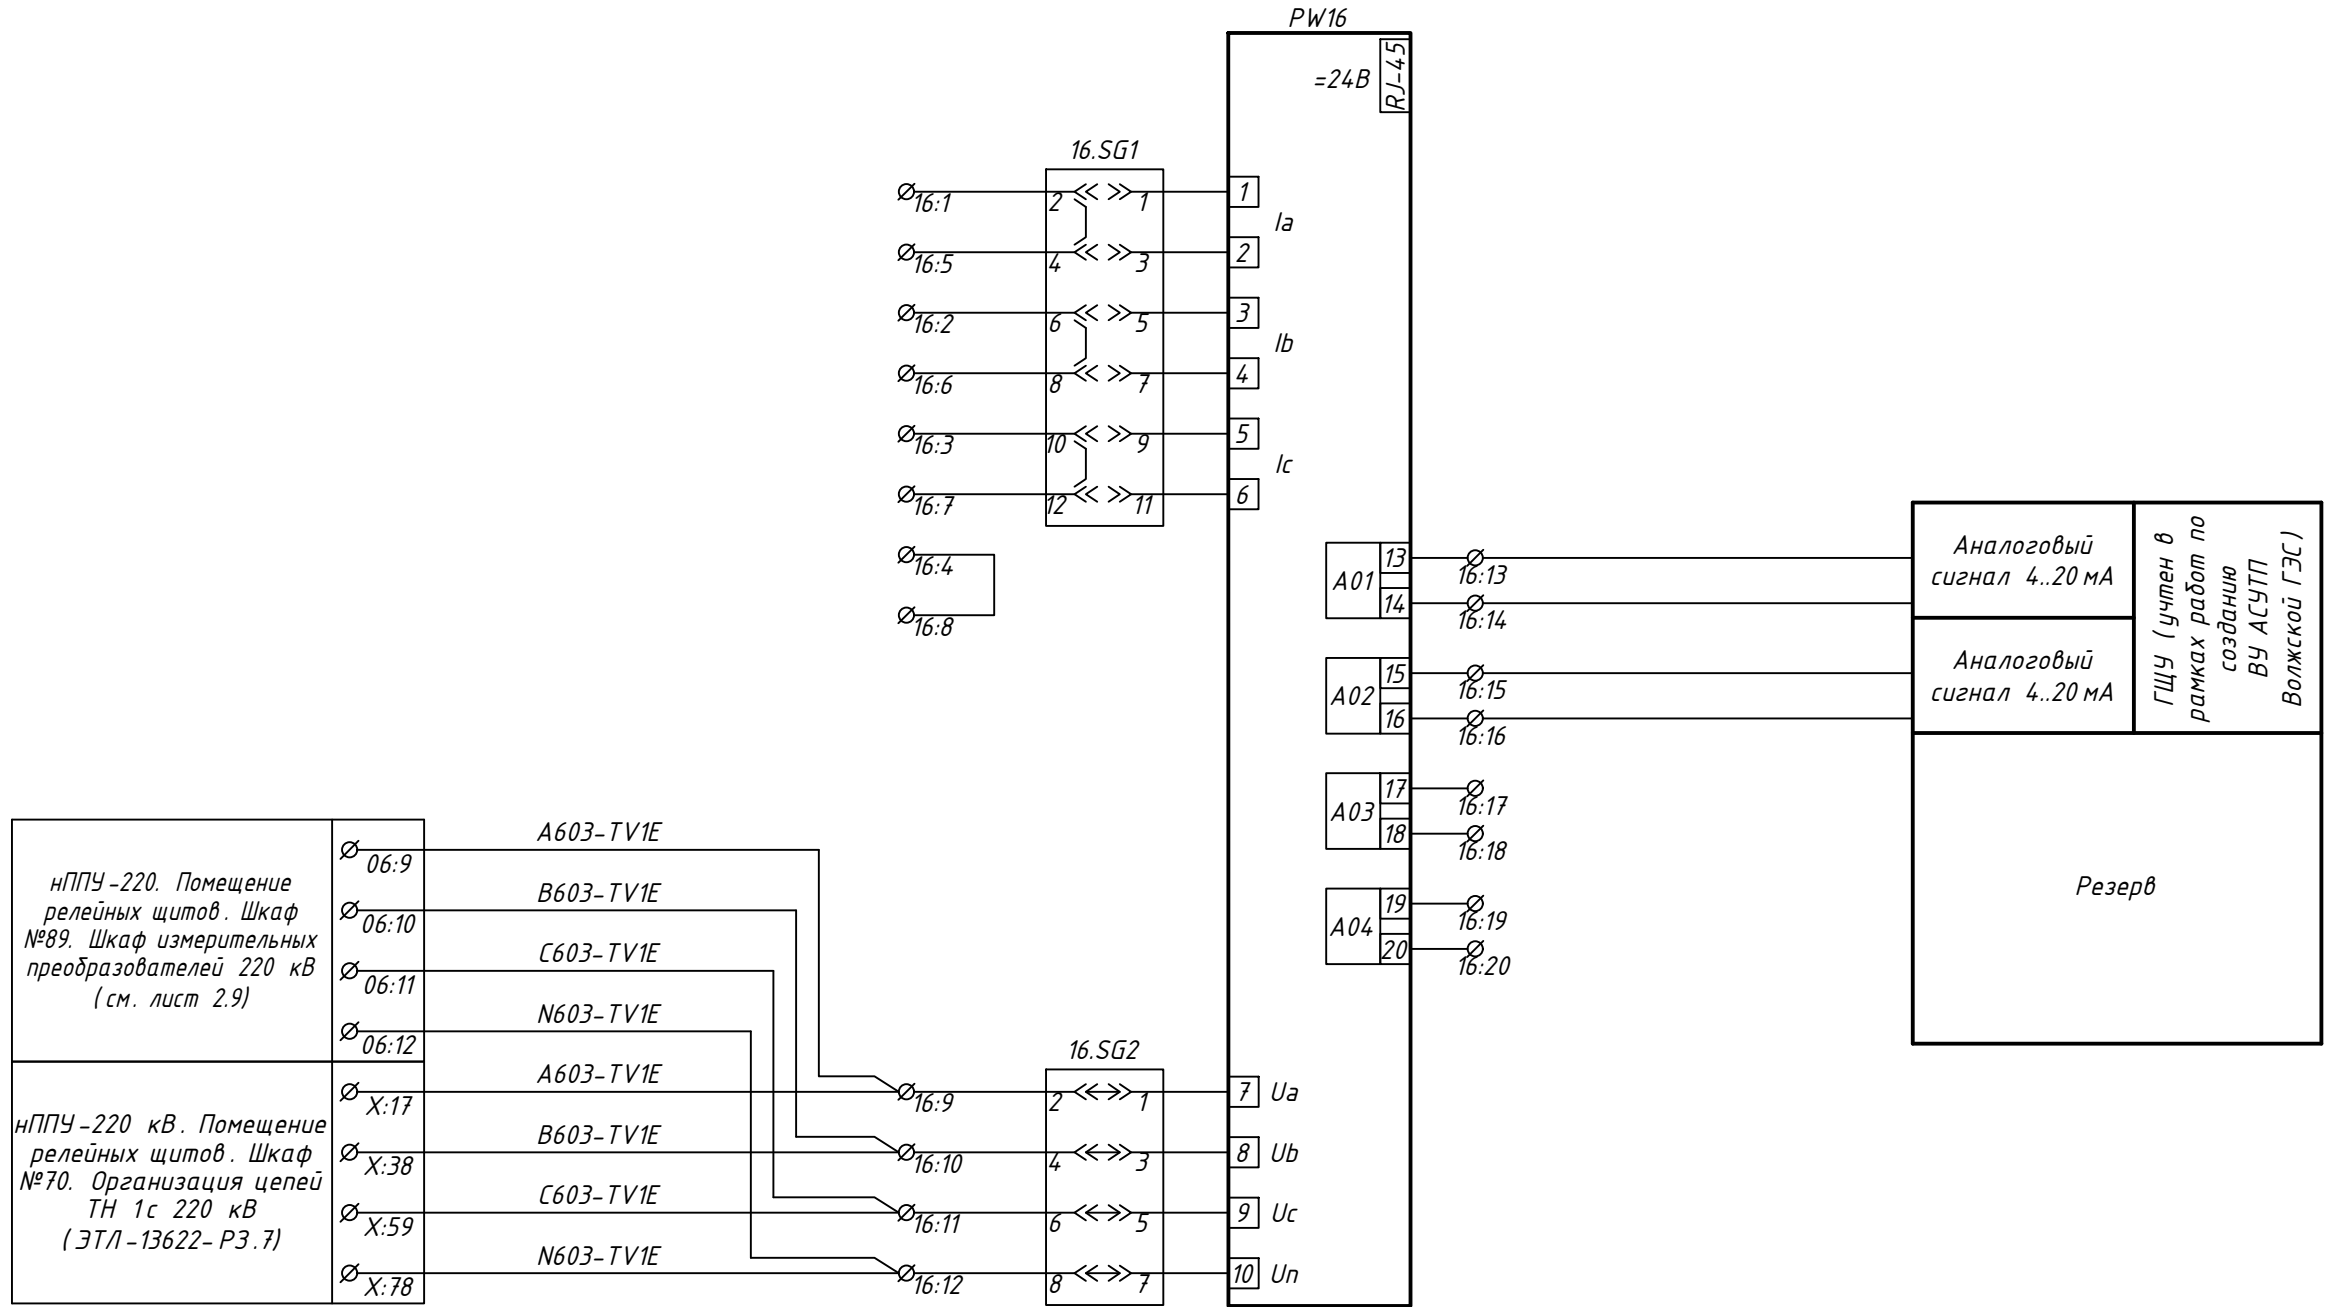 PW16
=24В
RJ-45
16.SG1
16:1
2
1
1
Ia
16:5
4
3
2
16:2
6
5
3
Ib
16:6
8
7
4
16:3
10
9
5
Ic
16:7
12
11
6
16:4
16:8
А01
13
16:13
14
16:14
Аналоговый
сигнал 4..20 мА
А02
15
16:15
16
16:16
Аналоговый
сигнал 4..20 мА
ГЩУ (учтен в
рамках работ по
созданию
ВУ АСУТП
Волжской ГЭС)
А03
17
16:17
18
16:18
А04
19
16:19
20
16:20
Резерв
нППУ-220. Помещение
релейных щитов. Шкаф
№89. Шкаф измерительных
преобразователей 220 кВ
(см. лист 2.9)
06:9
A603-TV1E
06:10
B603-TV1E
06:11
C603-TV1E
06:12
N603-TV1E
нППУ-220 кВ. Помещение
релейных щитов. Шкаф
№70. Организация цепей
ТН 1с 220 кВ
(ЭТЛ-13622-РЗ.7)
X:17
A603-TV1E
X:38
B603-TV1E
X:59
C603-TV1E
X:78
N603-TV1E
16.SG2
16:9
2
1
7
Ua
16:10
4
3
8
Ub
16:11
6
5
9
Uc
16:12
8
7
10
Un